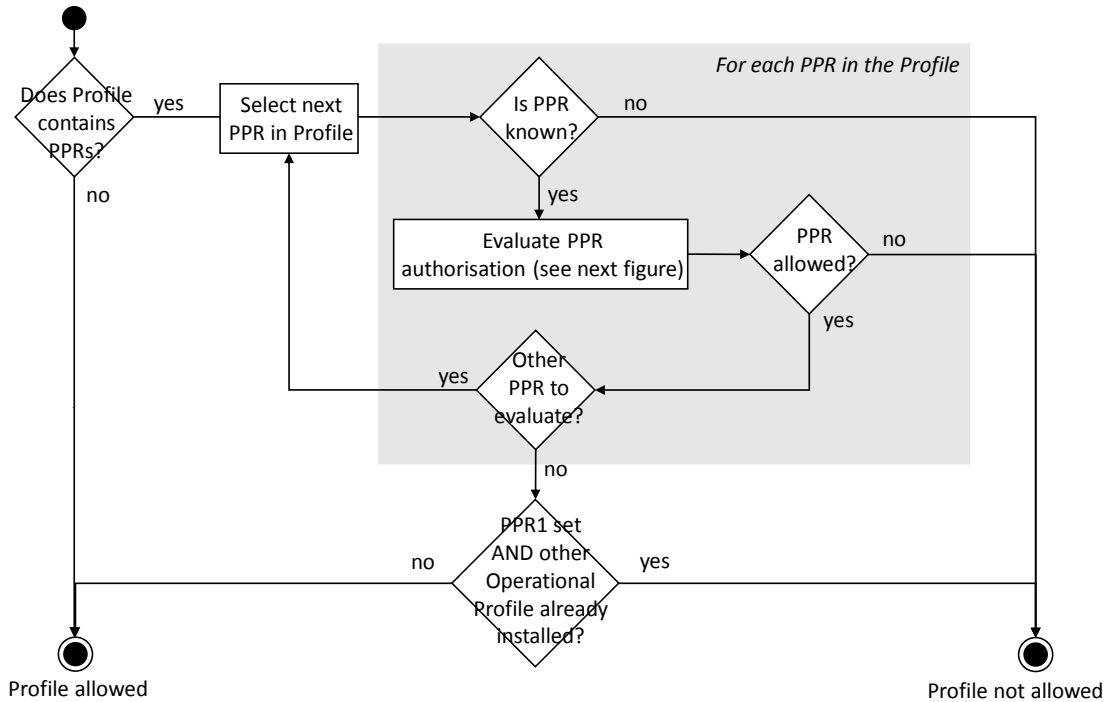 For each PPR in the Profile
Does Profile
contains
PPRs?
yes
no
Select next
PPR in Profile
Is PPR
known?
no
yes
Evaluate PPR
authorisation (see next figure)
PPR
allowed?
no
yes
Other
PPR to
evaluate?
yes
no
PPR1 set
AND other
Operational
Profile already
installed?
no
yes
Profile allowed
Profile not allowed